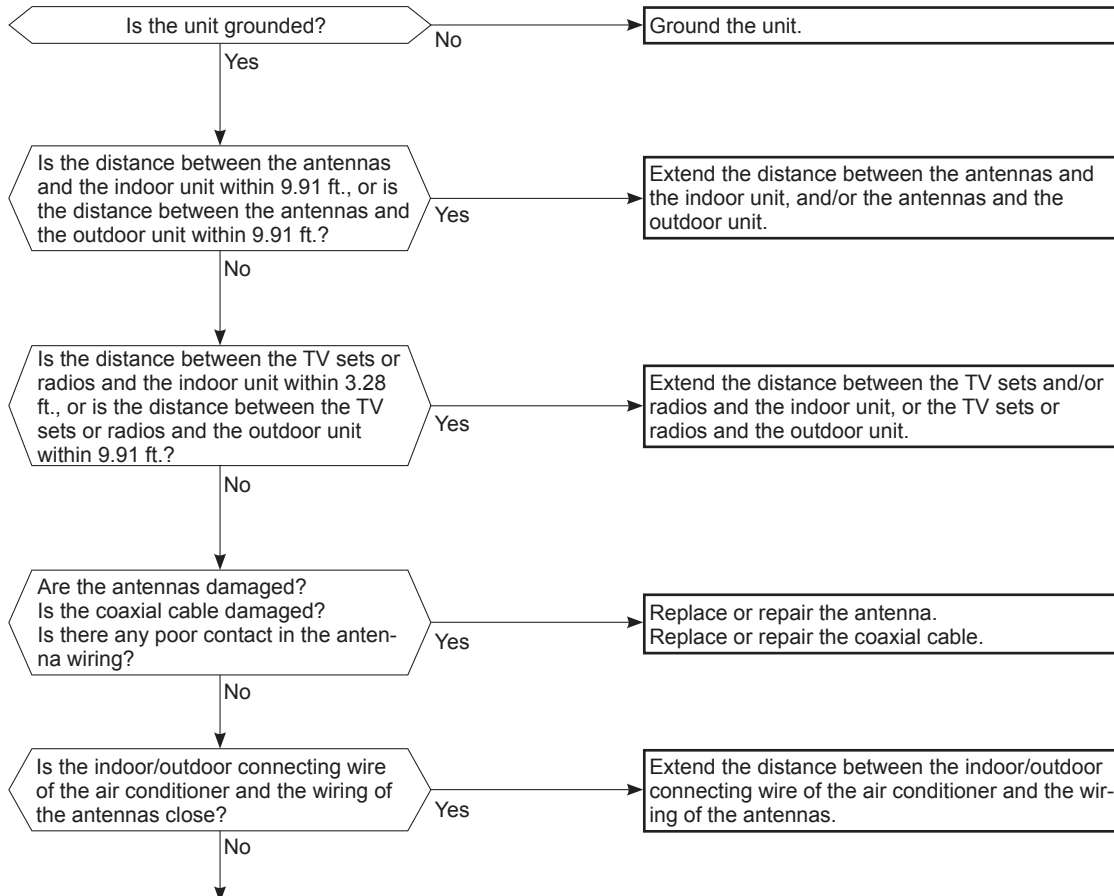 Is the unit grounded?
No
Ground the unit.
Yes
Is the distance between the antennas
and the indoor unit within 9.91 ft., or is
the distance between the antennas and
the outdoor unit within 9.91 ft.?
Yes
Extend the distance between the antennas and
the indoor unit, and/or the antennas and the
outdoor unit.
No
Is the distance between the TV sets or
radios and the indoor unit within 3.28
ft., or is the distance between the TV
sets or radios and the outdoor unit
within 9.91 ft.?
Yes
Extend the distance between the TV sets and/or
radios and the indoor unit, or the TV sets or
radios and the outdoor unit.
No
Are the antennas damaged?
Is the coaxial cable damaged?
Is there any poor contact in the anten-
na wiring?
Yes
Replace or repair the antenna.
Replace or repair the coaxial cable.
No
Is the indoor/outdoor connecting wire
of the air conditioner and the wiring of
the antennas close?
Yes
Extend the distance between the indoor/outdoor
connecting wire of the air conditioner and the wir-
ing of the antennas.
No